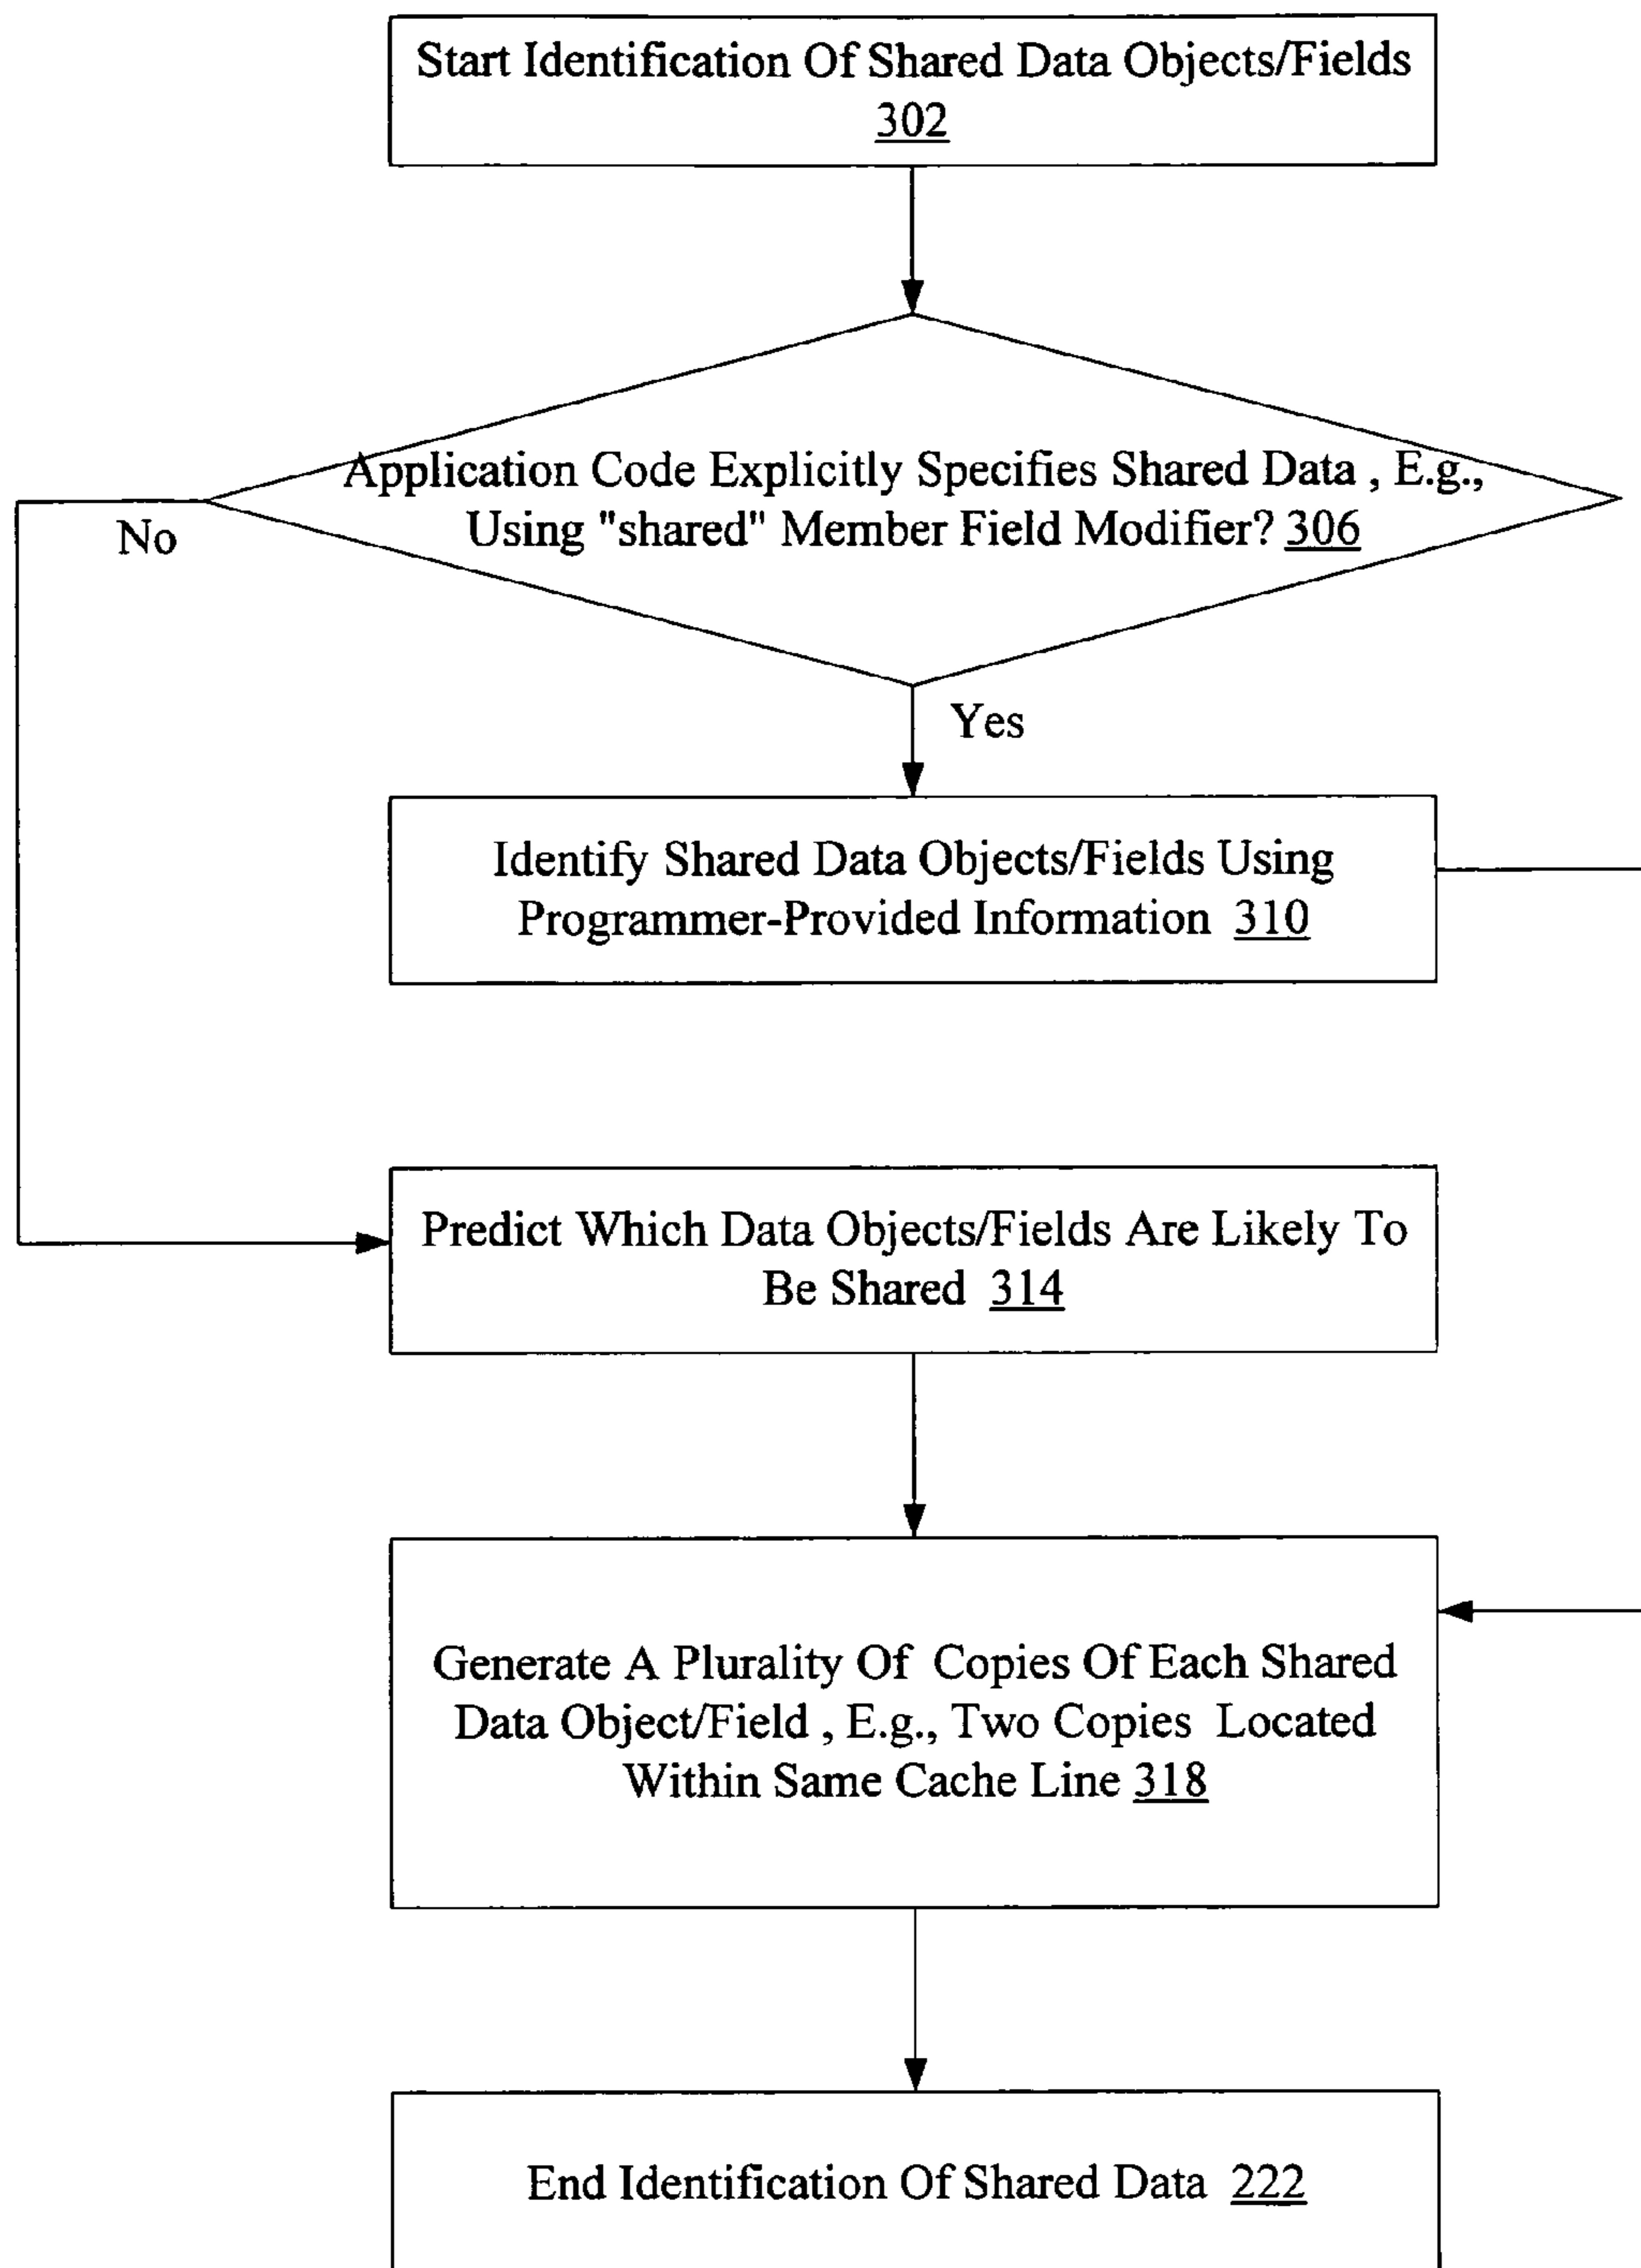 Start Identification Of Shared Data Objects/Fields
302
Application Code Explicitly Specifies Shared Data , E.g.,
Using "shared" Member Field Modifier? 306
No
Yes
Identify Shared Data Objects/Fields Using
Programmer-Provided Information 310
Predict Which Data Objects/Fields Are Likely To
Be Shared 314
Generate A Plurality Of Copies Of Each Shared
Data Object/Field , E.g., Two Copies Located
Within Same Cache Line 318
End Identification Of Shared Data 222